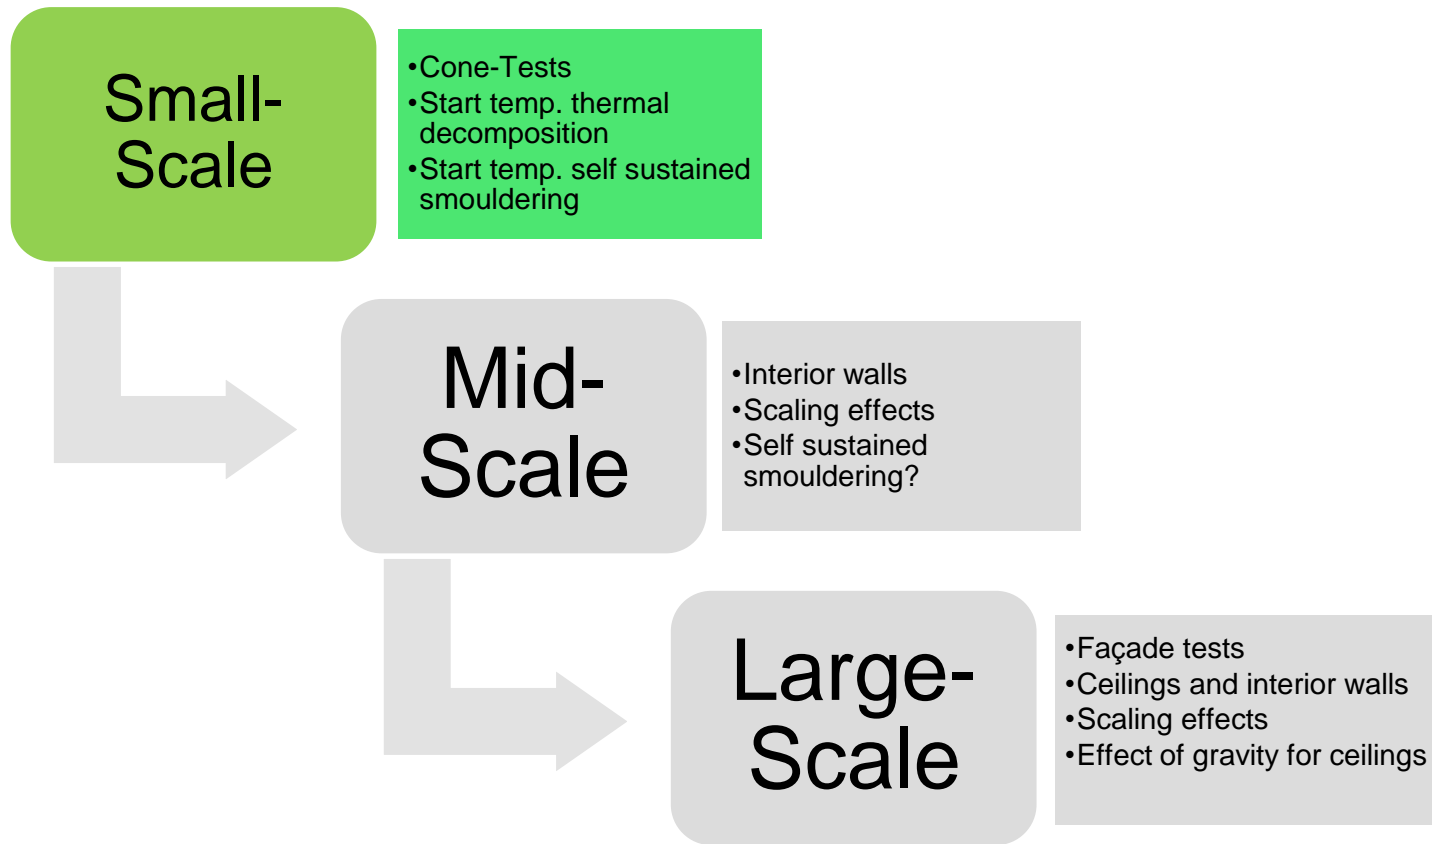 Small-
Scale
•Cone-Tests
•Start temp. thermal
decomposition
•Start temp. self sustained
smouldering
Mid-
Scale
•Interior walls
•Scaling effects
•Self sustained
smouldering?
Large-
Scale
•Façade tests
•Ceilings and interior walls
•Scaling effects
•Effect of gravity for ceilings